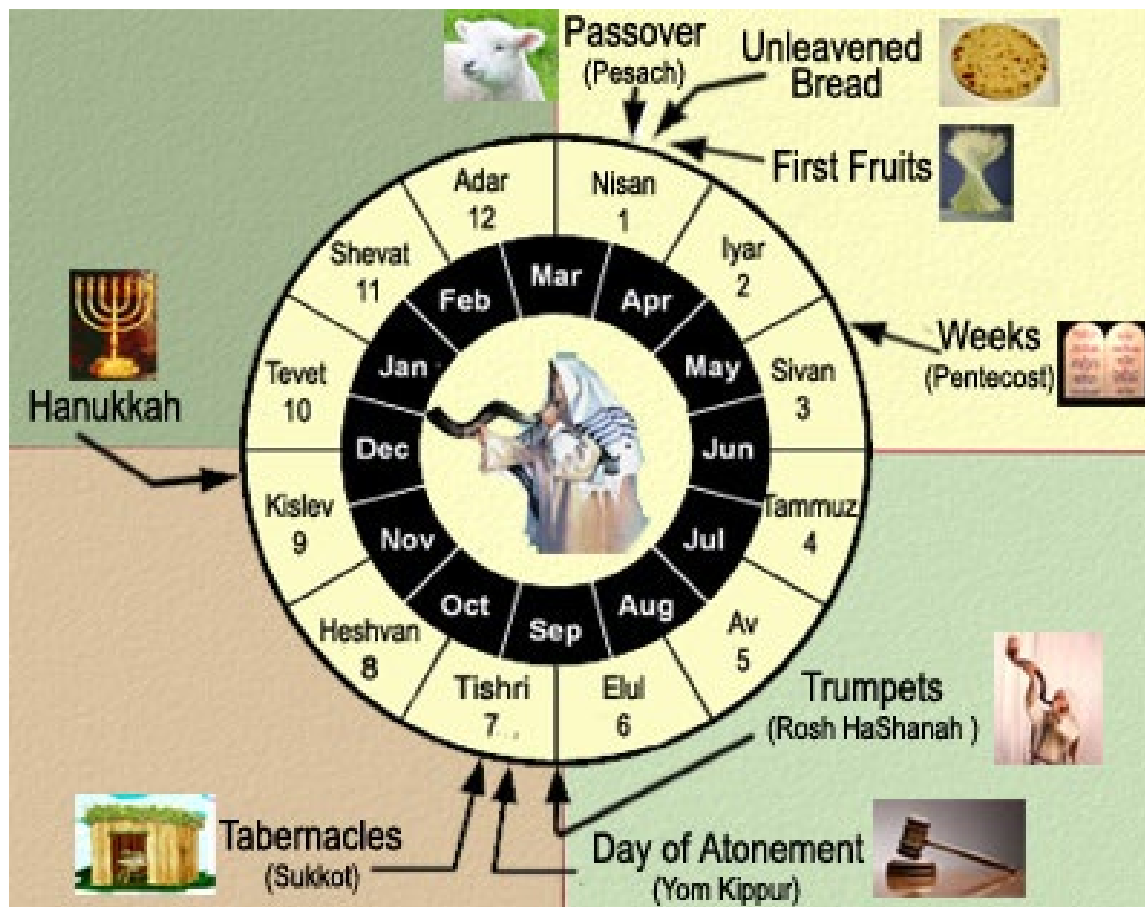 Passover
(Pesach)
Unleavened
Bread
First Fruits
Weeks
(Pentecost)
Trumpets
(Rosh HaShanah )
Day of Atonement
(Yom Kippur)
Tabernacles
(Sukkot)
Hanukkah
Nisan
1
Iyar
2
Sivan
3
Tammuz
4
Av
5
Elul
6
Tishri
7
Heshvan
8
Kislev
9
Tevet
10
Shevat
11
Adar
12
Mar
Apr
May
Jun
Jul
Aug
Sep
Oct
Nov
Dec
Jan
Feb